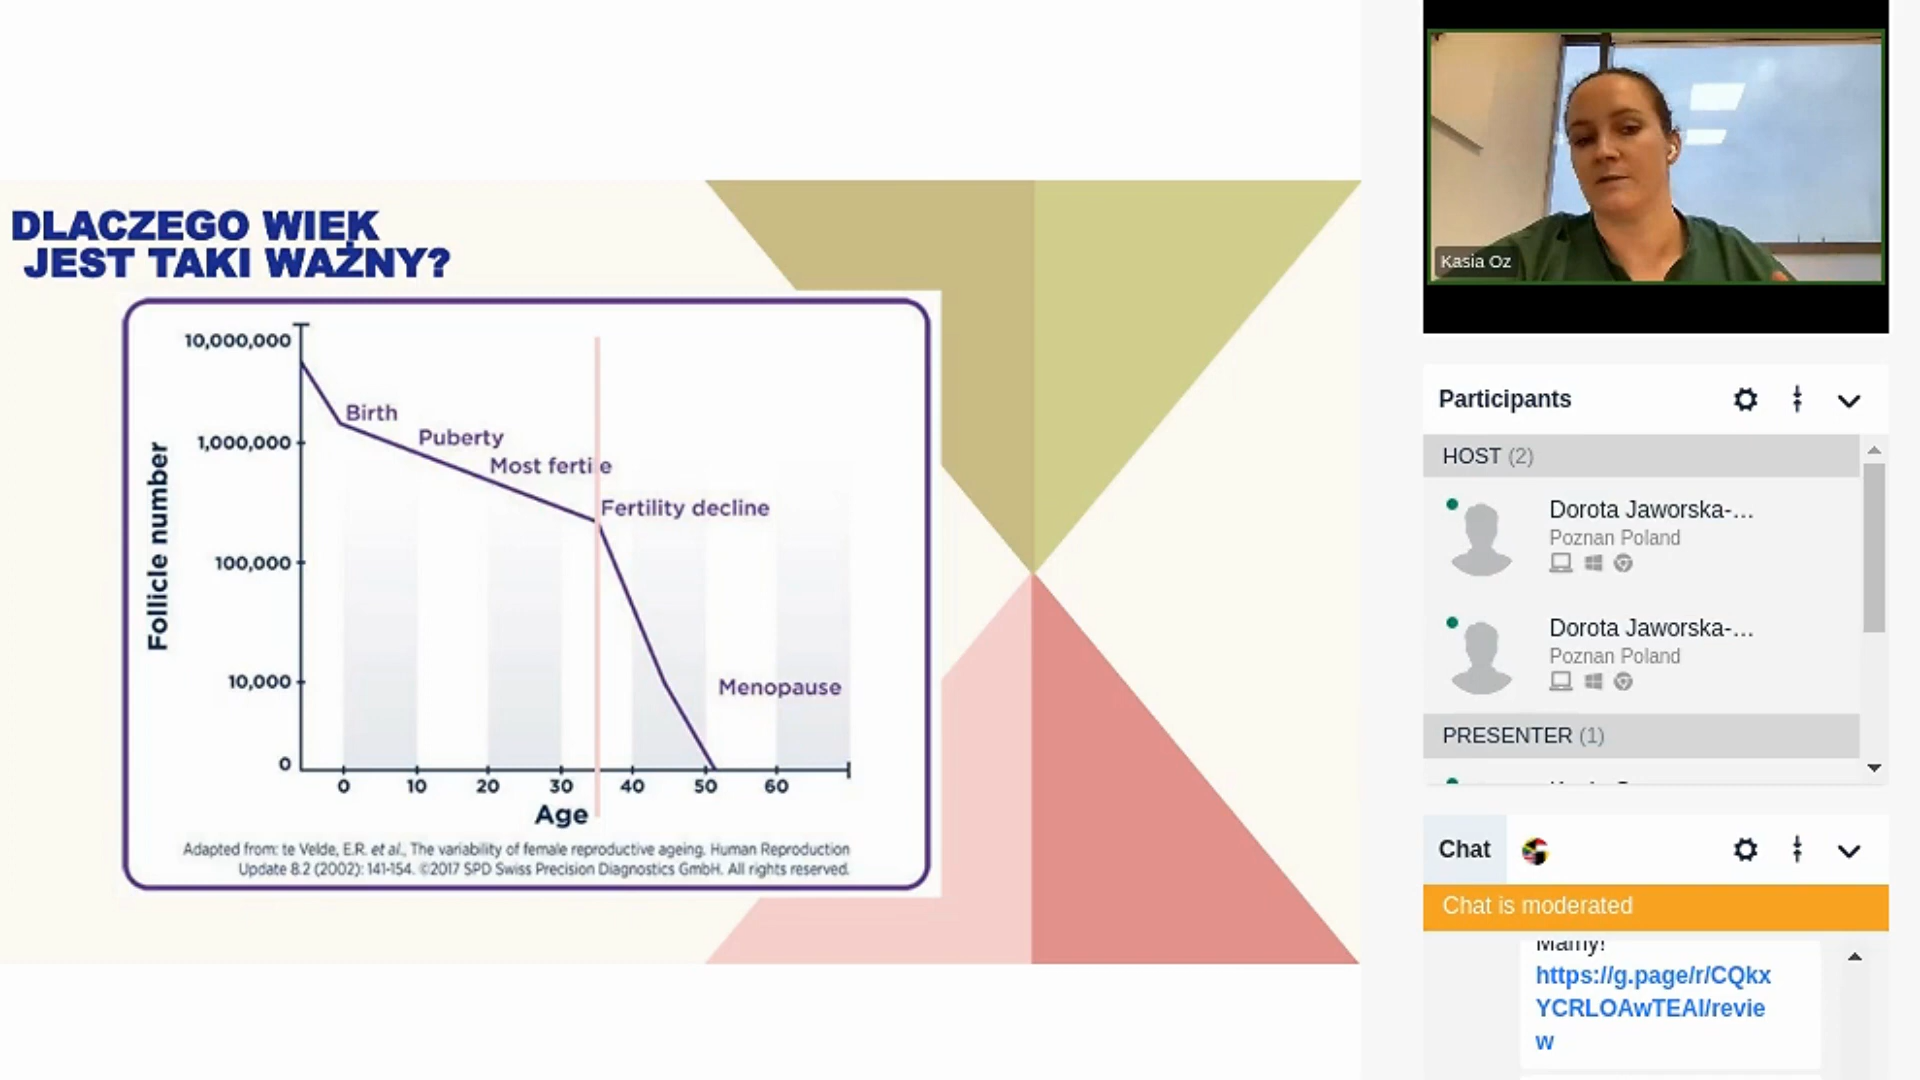 DLACZEGO WIEK
JEST TAKI WAŻNY?
Follicle number
10,000,000
1,000,000
100,000
10,000
0
Birth
Puberty
Most fertile
Fertility decline
Menopause
0 10 20 30 40 50 60
Age
Adapted from: te Velde, E.R. et al., The variability of female reproductive ageing. Human Reproduction
Update 8.2 (2002): 141-154. ©2017 SPD Swiss Precision Diagnostics GmbH. All rights reserved.
Kasia Oz
Participants
HOST (2)
Dorota Jaworska-...
Poznan Poland
Dorota Jaworska-...
Poznan Poland
PRESENTER (1)
Chat
Chat is moderated
Mamy!
https://g.page/r/CQkx
YCRLOAwTEAI/revie
w